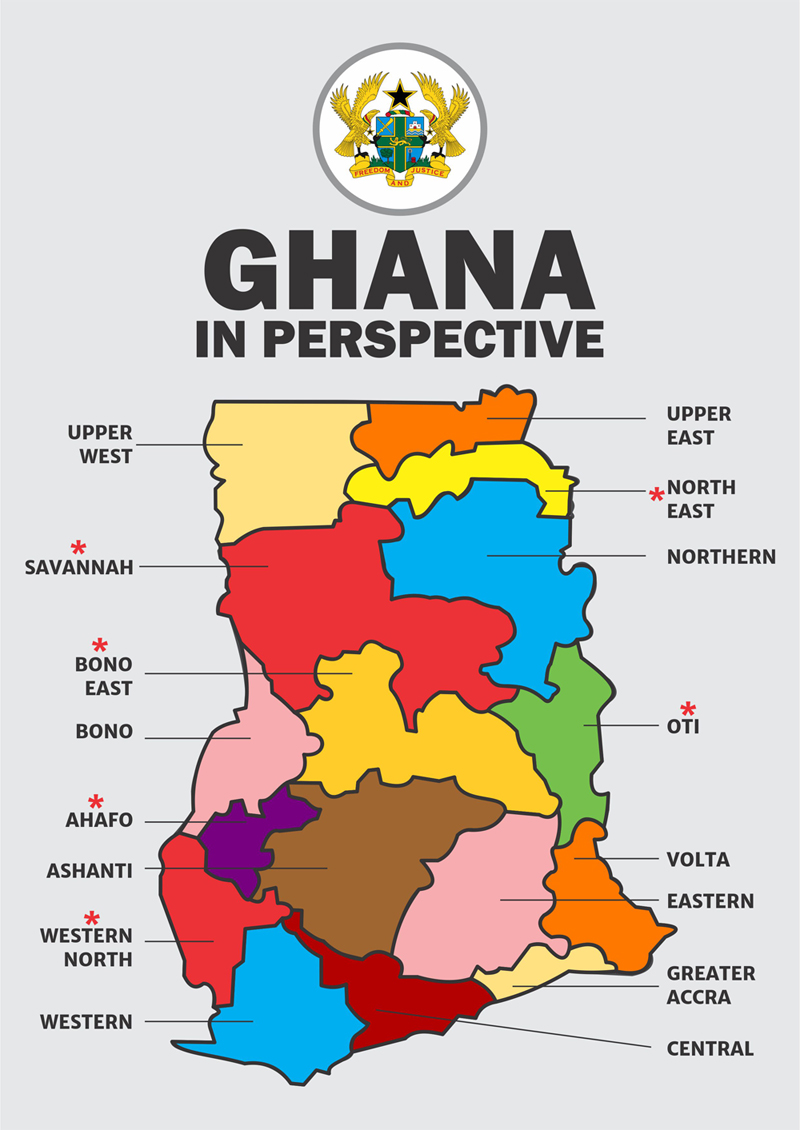 FREEDOM
JUSTICE
AND
GHANA
IN PERSPECTIVE
UPPER
WEST
UPPER
EAST
* NORTH
EAST
*
SAVANNAH
NORTHERN
*
BONO
EAST
BONO
*
OTI
*
AHAFO
ASHANTI
VOLTA
EASTERN
*
WESTERN
NORTH
GREATER
ACCRA
WESTERN
CENTRAL